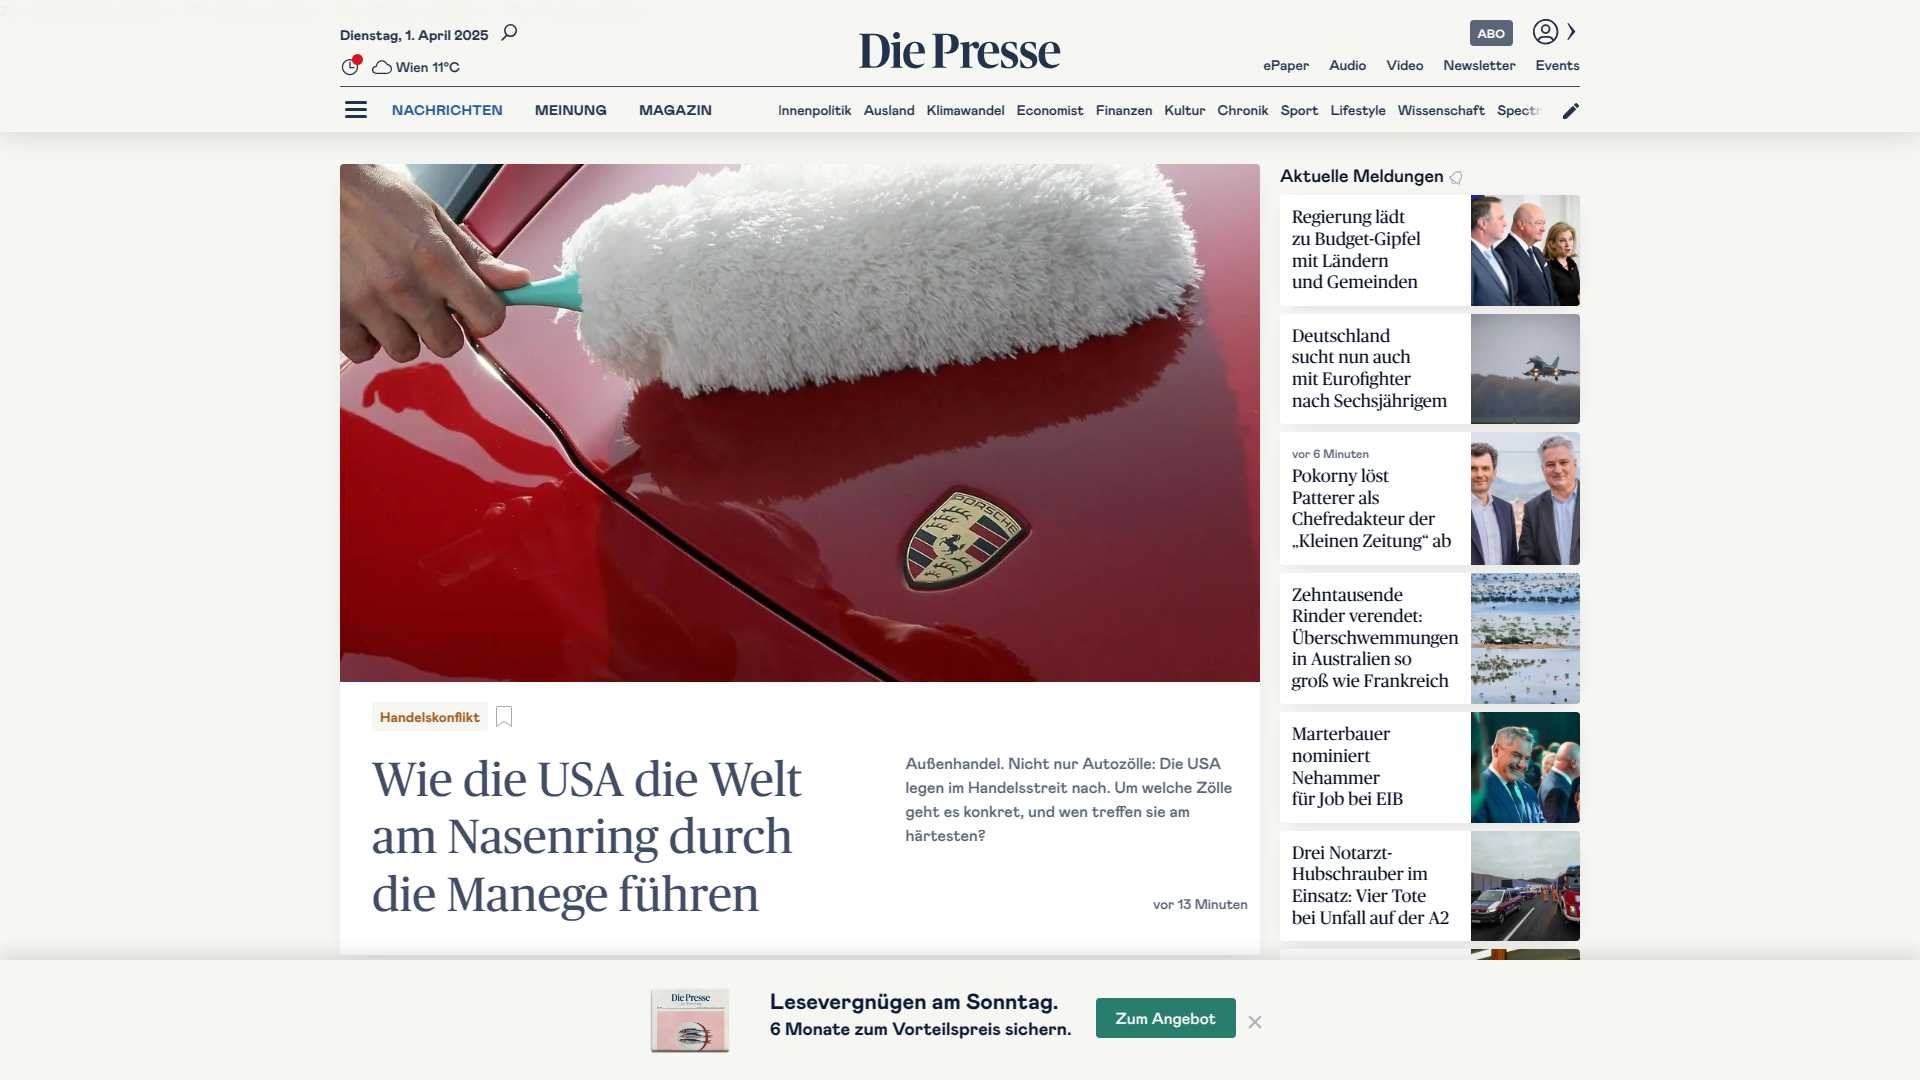 Dienstag, 1. April 2025
Wien 11°C
Die Presse
ABO
ePaper Audio Video Newsletter Events
NACHRICHTEN MEINUNG MAGAZIN
Innenpolitik Ausland Klimawandel Economist Finanzen Kultur Chronik Sport Lifestyle Wissenschaft Spectr
PORSCHE
Handelskonflikt
Wie die USA die Welt
am Nasenring durch
die Manege führen
Außenhandel. Nicht nur Autozölle: Die USA
legen im Handelsstreit nach. Um welche Zölle
geht es konkret, und wen treffen sie am
härtesten?
vor 13 Minuten
Aktuelle Meldungen
Regierung lädt
zu Budget-Gipfel
mit Ländern
und Gemeinden
Deutschland
sucht nun auch
mit Eurofighter
nach Sechsjährigem
vor 6 Minuten
Pokorny löst
Patterer als
Chefredakteur der
„Kleinen Zeitung“ ab
Zehntausende
Rinder verendet:
Überschwemmungen
in Australien so
groß wie Frankreich
Marterbauer
nominiert
Nehammer
für Job bei EIB
Drei Notarzt-
Hubschrauber im
Einsatz: Vier Tote
bei Unfall auf der A2
Die Presse
Lesevergnügen am Sonntag.
6 Monate zum Vorteilspreis sichern.
Zum Angebot